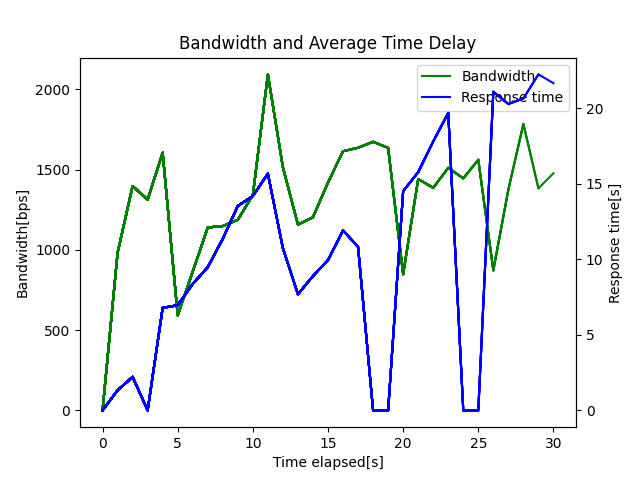 Bandwidth and Average Time Delay
Bandwidth
Response time
2000
1500
1000
500
0
Bandwidth[bps]
20
15
10
5
0
Response time[s]
0 5 10 15 20 25 30
Time elapsed[s]